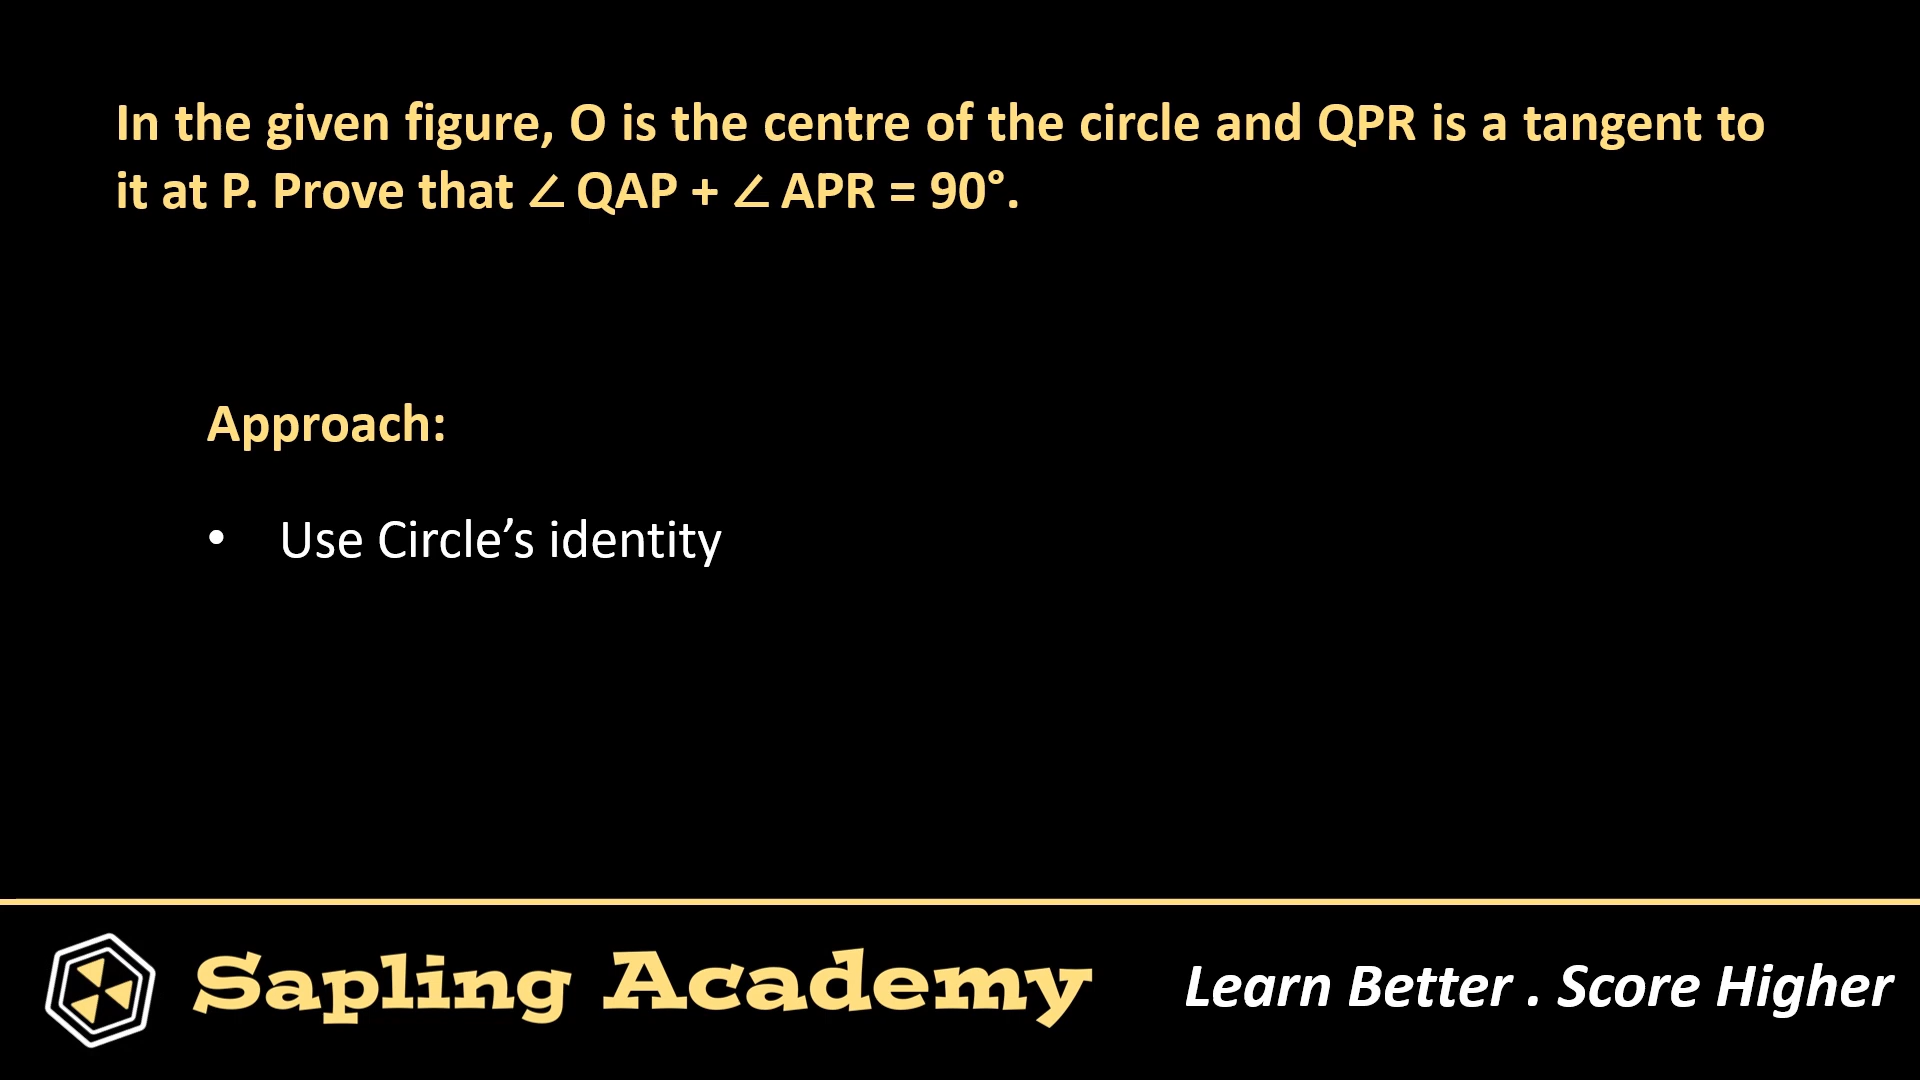 In the given figure, O is the centre of the circle and QPR is a tangent to
it at P. Prove that ∠ QAP + ∠ APR = 90°.
Approach:
• Use Circle’s identity
Sapling Academy
Learn Better . Score Higher